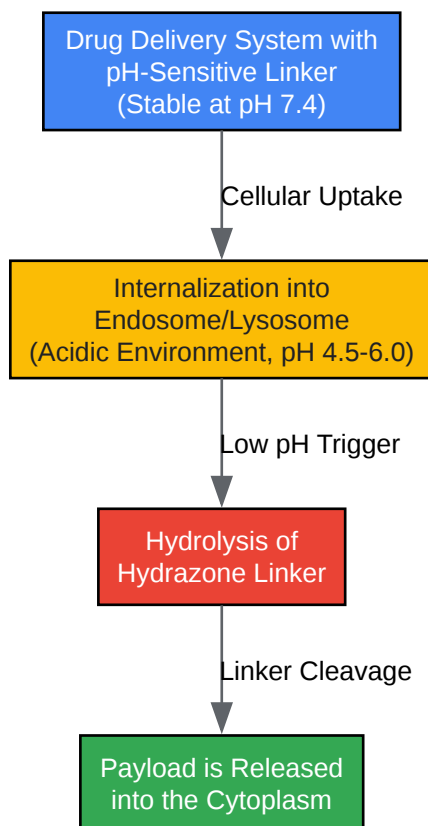 Drug Delivery System with
pH-Sensitive Linker
(Stable at pH 7.4)
Cellular Uptake
Internalization into
Endosome/Lysosome
(Acidic Environment, pH 4.5-6.0)
Low pH Trigger
Hydrolysis of
Hydrazone Linker
Linker Cleavage
Payload is Released
into the Cytoplasm